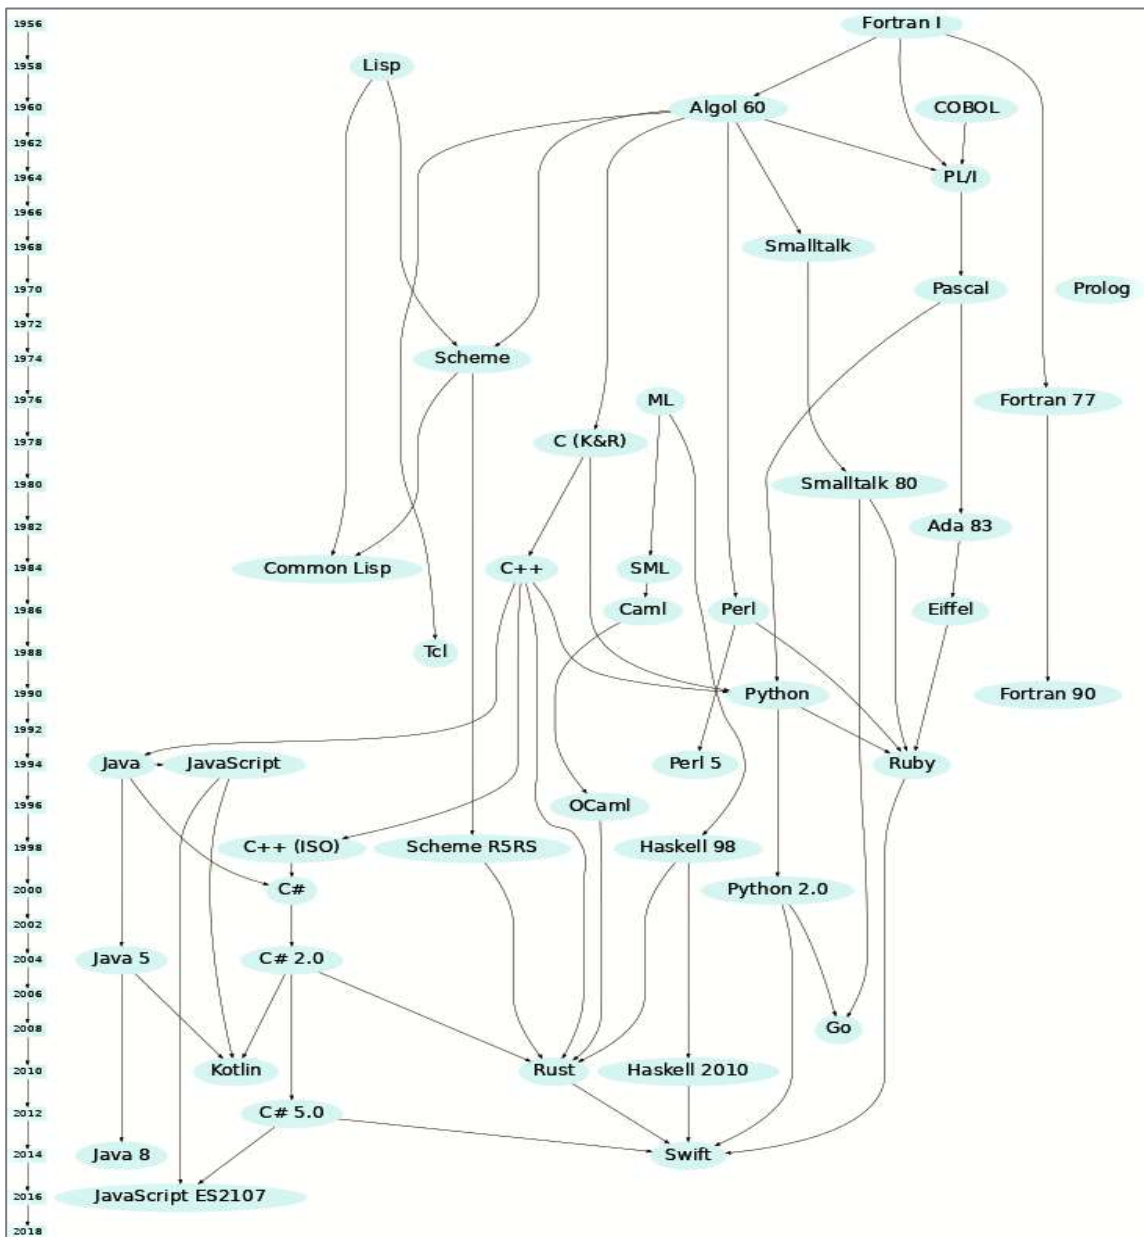 1956 Fortran I
1958 Lisp
1960 Algol 60 COBOL
1962
1964 PL/I
1966
1968 Smalltalk
1970 Pascal Prolog
1972
1974 Scheme
1976 ML Fortran 77
1978 C (K&R)
1980 Smalltalk 80
1982 Ada 83
1984 Common Lisp C++ SML
1986 Caml Perl Eiffel
1988 Tcl
1990 Python Fortran 90
1992
1994 Java JavaScript Perl 5 Ruby
1996 OCaml
1998 C++ (ISO) Scheme R5RS Haskell 98
2000 C# Python 2.0
2002
2004 Java 5 C# 2.0
2006
2008 Go
2010 Kotlin Rust Haskell 2010
2012 C# 5.0
2014 Java 8 Swift
2016 JavaScript ES2107
2018